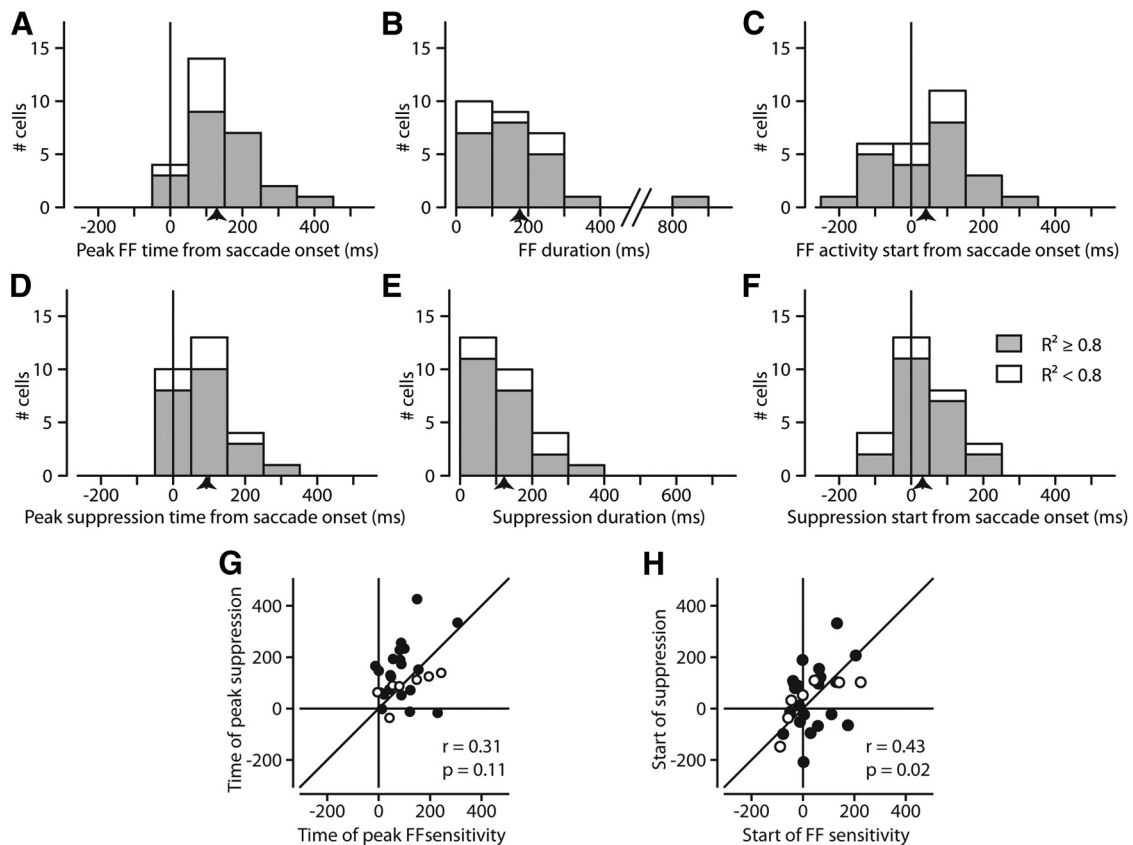 A
B
C
# cells
15
10
5
0
-200 0 200 400
Peak FF time from saccade onset (ms)
# cells
15
10
5
0
0 200 400 800
FF duration (ms)
# cells
15
10
5
0
-200 0 200 400
FF activity start from saccade onset (ms)
D
E
F
# cells
15
10
5
0
-200 0 200 400
Peak suppression time from saccade onset (ms)
# cells
15
10
5
0
0 200 400 600
Suppression duration (ms)
# cells
15
10
5
0
R² ≥ 0.8
R² < 0.8
-200 0 200 400
Suppression start from saccade onset (ms)
G
H
Time of peak suppression
400
200
0
-200
r = 0.31
p = 0.11
-200 0 200 400
Time of peak FFsensitivity
Start of suppression
400
200
0
-200
r = 0.43
p = 0.02
-200 0 200 400
Start of FF sensitivity